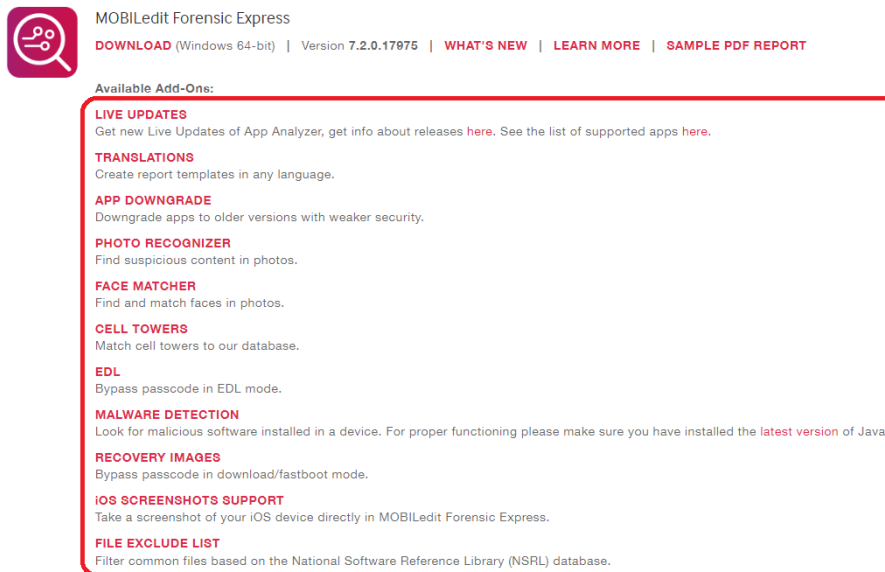 MOBILedit Forensic Express
DOWNLOAD (Windows 64-bit) | Version 7.2.0.17975 | WHAT'S NEW | LEARN MORE | SAMPLE PDF REPORT
Available Add-Ons:
LIVE UPDATES
Get new Live Updates of App Analyzer, get info about releases here. See the list of supported apps here.
TRANSLATIONS
Create report templates in any language.
APP DOWNGRADE
Downgrade apps to older versions with weaker security.
PHOTO RECOGNIZER
Find suspicious content in photos.
FACE MATCHER
Find and match faces in photos.
CELL TOWERS
Match cell towers to our database.
EDL
Bypass passcode in EDL mode.
MALWARE DETECTION
Look for malicious software installed in a device. For proper functioning please make sure you have installed the latest version of Java
RECOVERY IMAGES
Bypass passcode in download/fastboot mode.
iOS SCREENSHOTS SUPPORT
Take a screenshot of your iOS device directly in MOBILedit Forensic Express.
FILE EXCLUDE LIST
Filter common files based on the National Software Reference Library (NSRL) database.